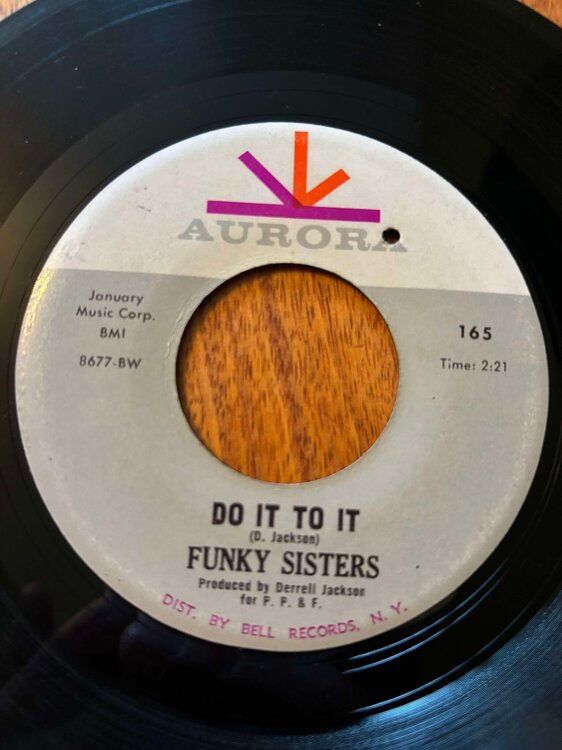 AURORA
January
Music Corp.
BMI
8677-BW
165
Time: 2:21
DO IT TO IT
(D. Jackson)
FUNKY SISTERS
Produced by Derrell Jackson
for P. P. & F.
DIST. BY BELL RECORDS, N. Y.